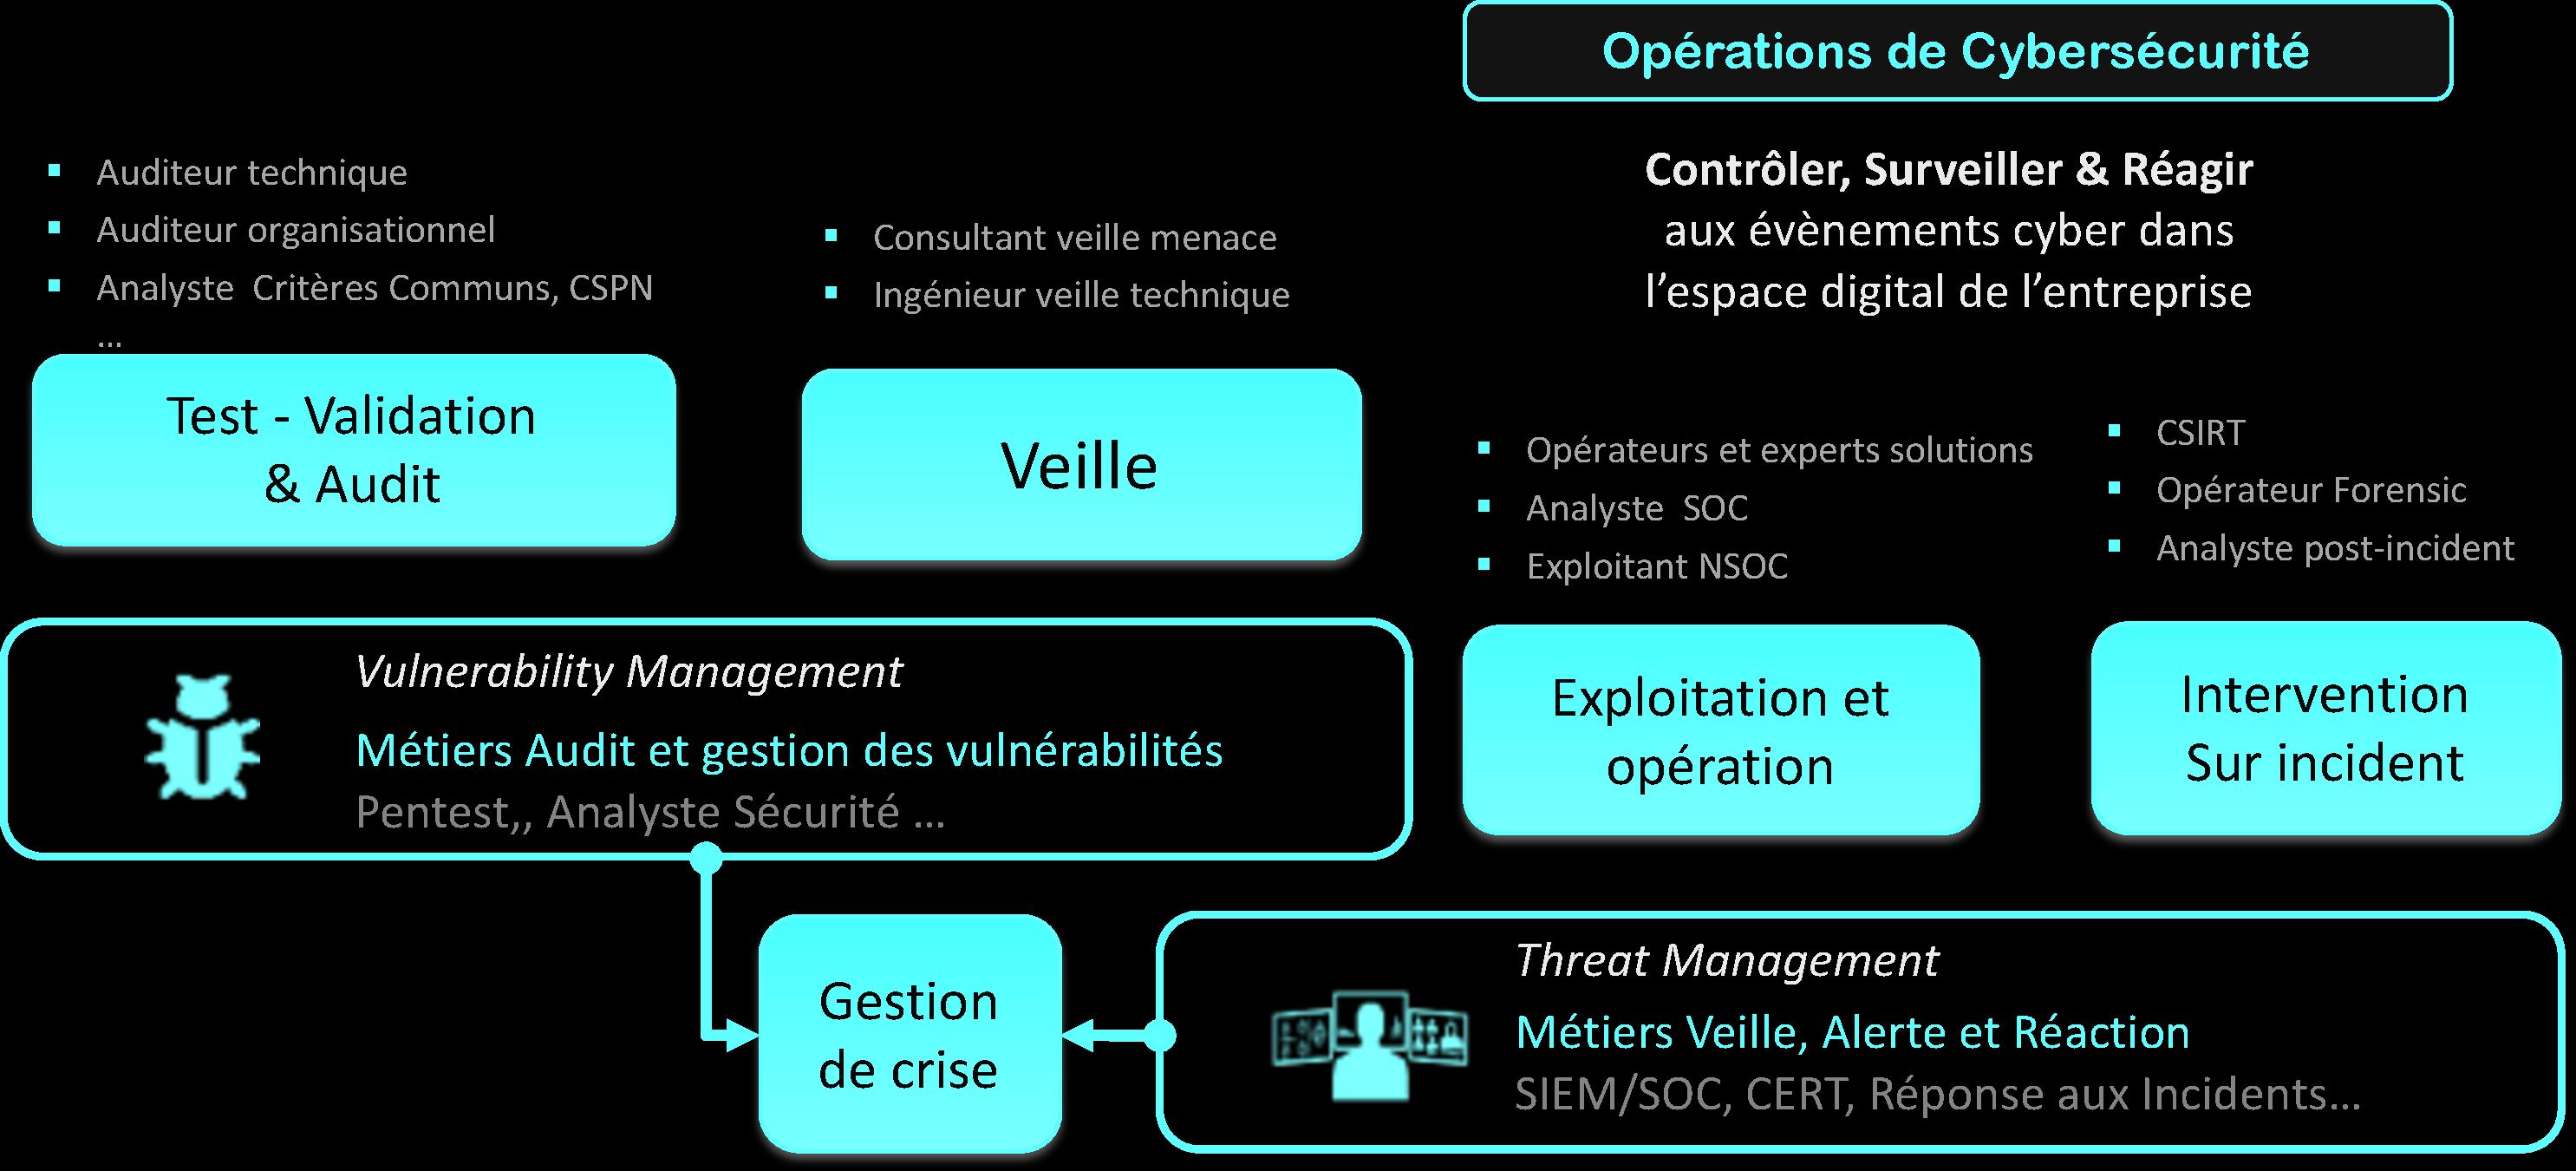 Opérations de Cybersécurité
Contrôler, Surveiller & Réagir
aux évènements cyber dans
l’espace digital de l’entreprise
▪ Auditeur technique
▪ Auditeur organisationnel
▪ Analyste Critères Communs, CSPN
…
Test - Validation
& Audit
▪ Consultant veille menace
▪ Ingénieur veille technique
Veille
▪ Opérateurs et experts solutions
▪ Analyste SOC
▪ Exploitant NSOC
Exploitation et
opération
▪ CSIRT
▪ Opérateur Forensic
▪ Analyste post-incident
Intervention
Sur incident
Vulnerability Management
Métiers Audit et gestion des vulnérabilités
Pentest,, Analyste Sécurité …
Gestion
de crise
Threat Management
Métiers Veille, Alerte et Réaction
SIEM/SOC, CERT, Réponse aux Incidents…